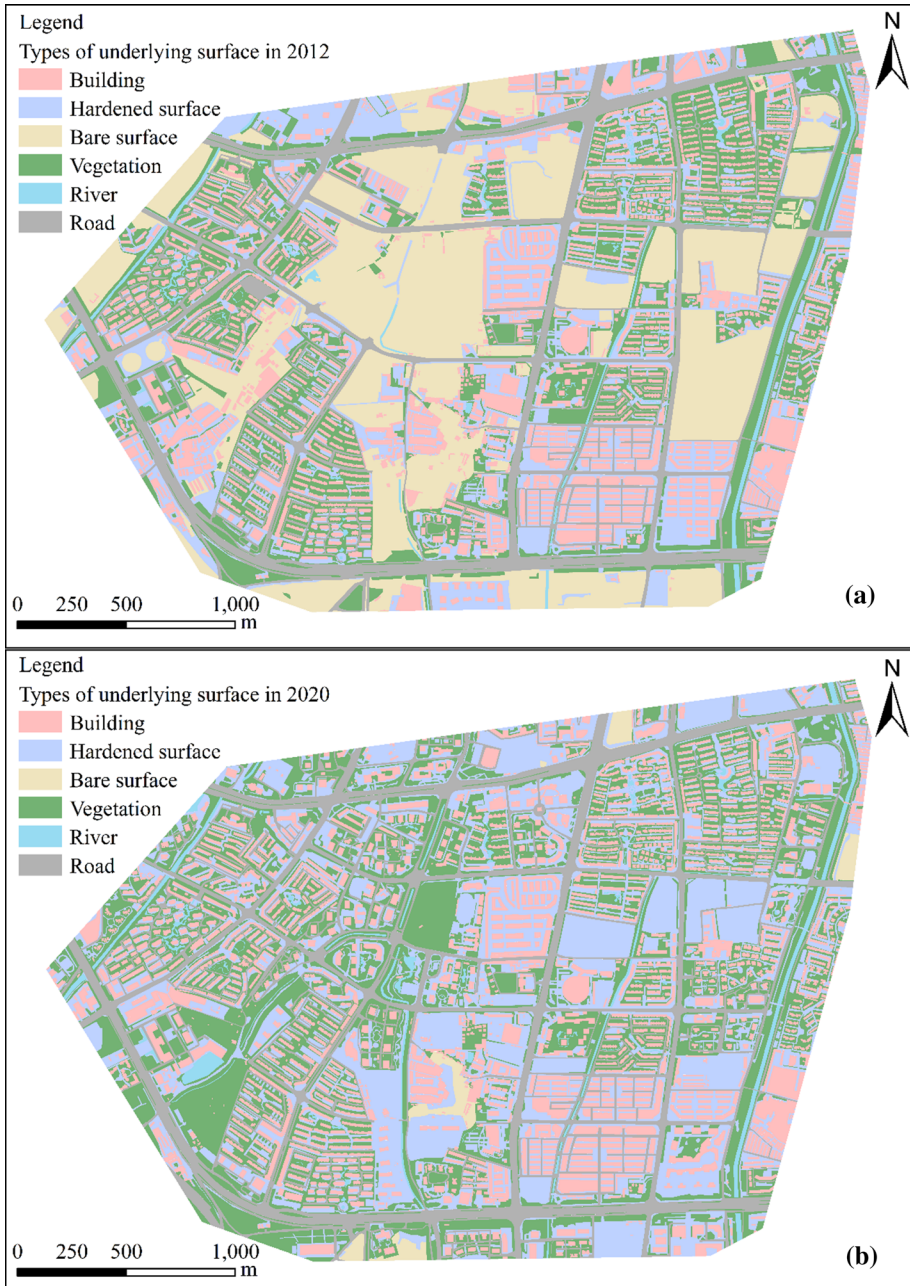 Legend
N
Types of underlying surface in 2012
Building
Hardened surface
Bare surface
Vegetation
River
Road
0 250 500 1,000
m
(a)
Legend
N
Types of underlying surface in 2020
Building
Hardened surface
Bare surface
Vegetation
River
Road
0 250 500 1,000
m
(b)